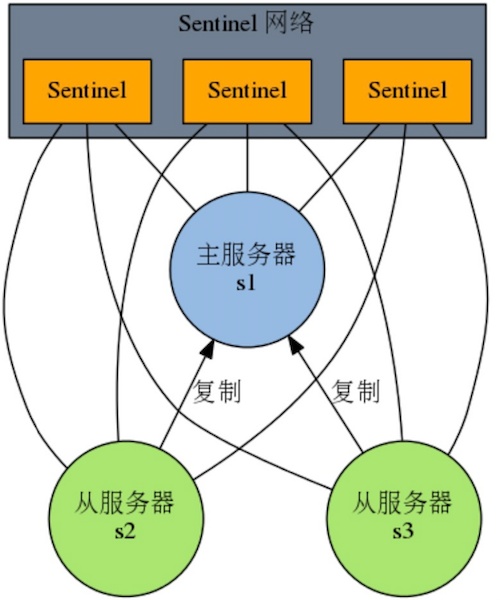 Sentinel 网络
Sentinel
Sentinel
Sentinel
主服务器
s1
复制
复制
从服务器
s2
从服务器
s3